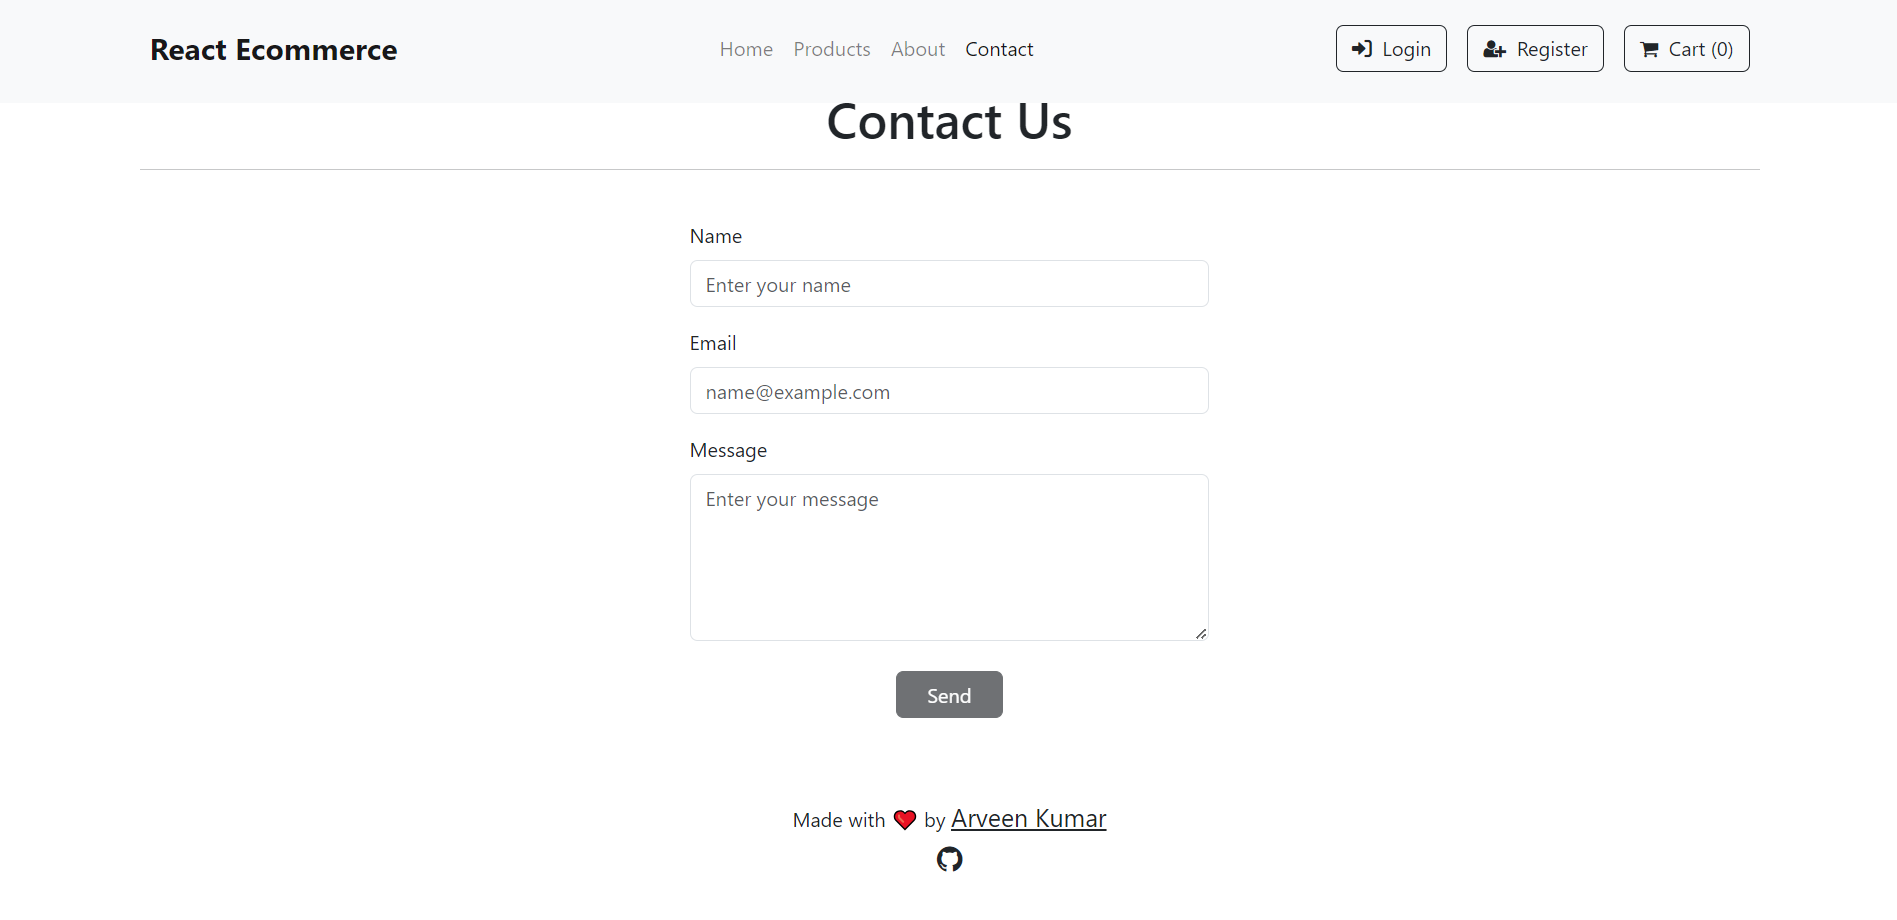 React Ecommerce
Home Products About Contact
Login Register Cart (0)
Contact Us
Name
Enter your name
Email
name@example.com
Message
Enter your message
Send
Made with ❤️ by Arveen Kumar